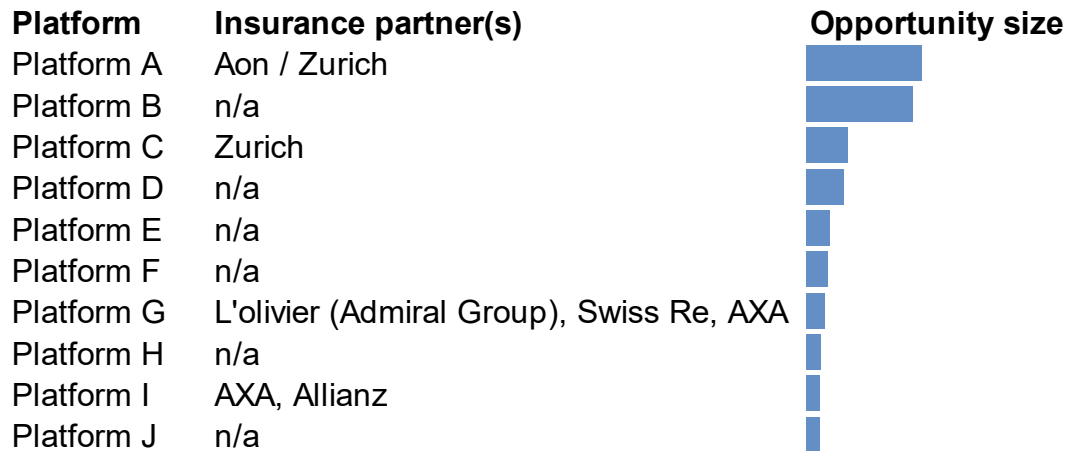 Platform Insurance partner(s) Opportunity size
Platform A Aon / Zurich
Platform B n/a
Platform C Zurich
Platform D n/a
Platform E n/a
Platform F n/a
Platform G L'olivier (Admiral Group), Swiss Re, AXA
Platform H n/a
Platform I AXA, Allianz
Platform J n/a